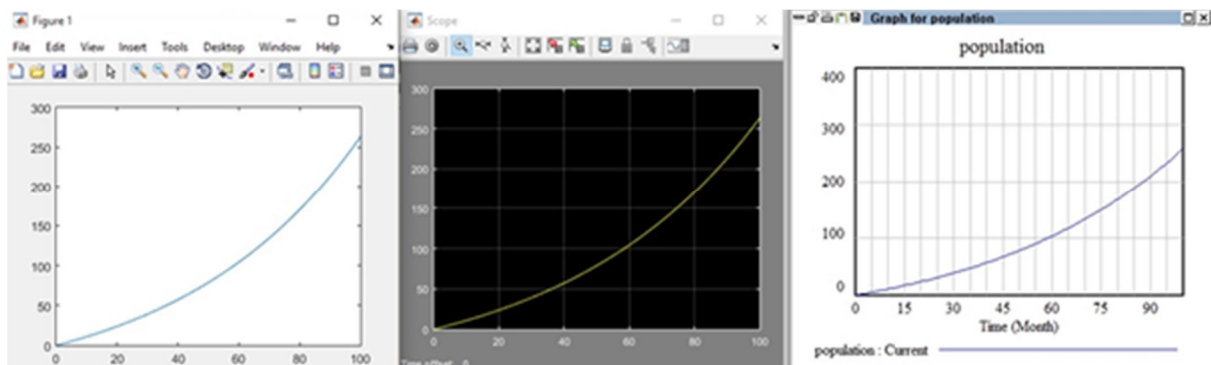 Figure 1
File Edit View Insert Tools Desktop Window Help
300
250
200
150
100
50
0
0 20 40 60 80 100
Scope
300
250
200
150
100
50
0
0 20 40 60 80 100
Time offset: 0
Graph for population
population
400
300
200
100
0
0 15 30 45 60 75 90
Time (Month)
population : Current